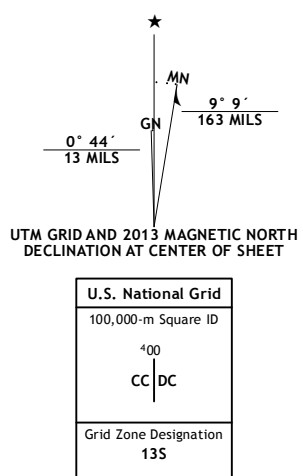 MN
GN
9° 9´
163 MILS
0° 44´
13 MILS
UTM GRID AND 2013 MAGNETIC NORTH
DECLINATION AT CENTER OF SHEET
U.S. National Grid
100,000-m Square ID
⁴00
CC DC
Grid Zone Designation
13S